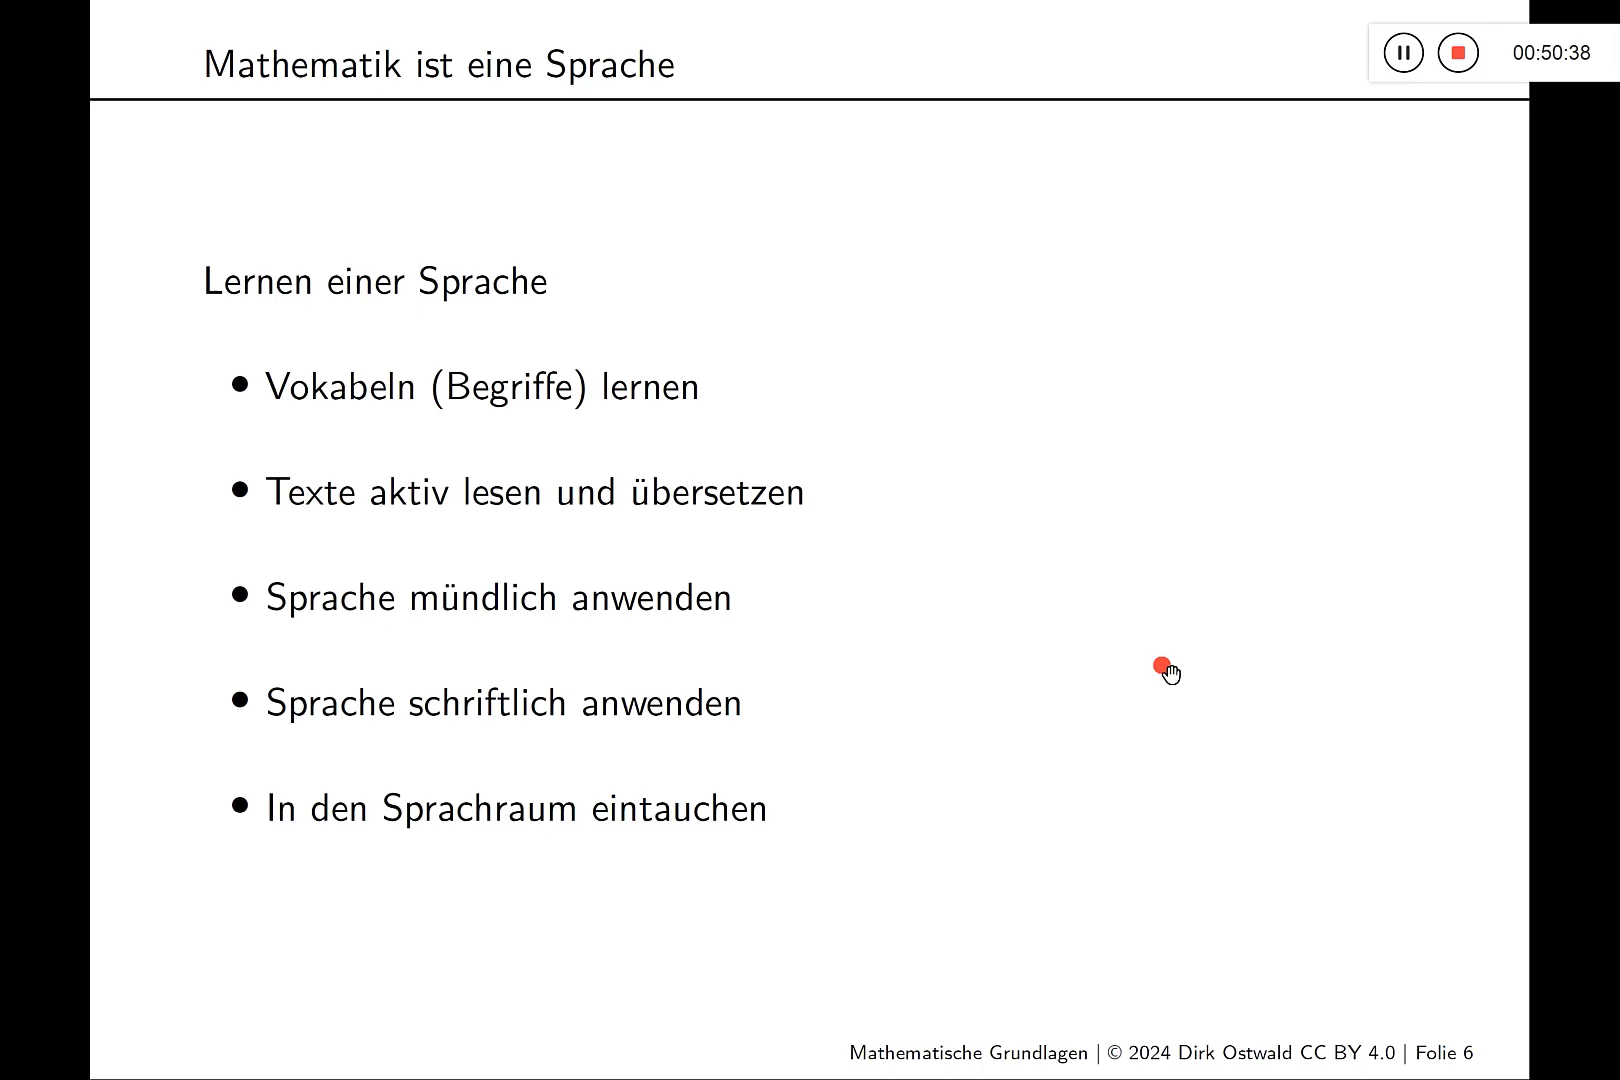 Mathematik ist eine Sprache
00:50:38
Lernen einer Sprache
• Vokabeln (Begriffe) lernen
• Texte aktiv lesen und übersetzen
• Sprache mündlich anwenden
• Sprache schriftlich anwenden
• In den Sprachraum eintauchen
Mathematische Grundlagen | © 2024 Dirk Ostwald CC BY 4.0 | Folie 6